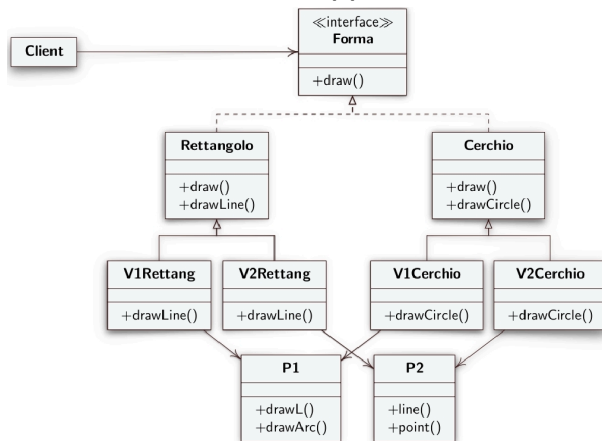 ≪interface≫
Forma
+draw()
Client
Rettangolo
+draw()
+drawLine()
Cerchio
+draw()
+drawCircle()
V1Rettang
+drawLine()
V2Rettang
+drawLine()
V1Cerchio
+drawCircle()
V2Cerchio
+drawCircle()
P1
+drawL()
+drawArc()
P2
+line()
+point()